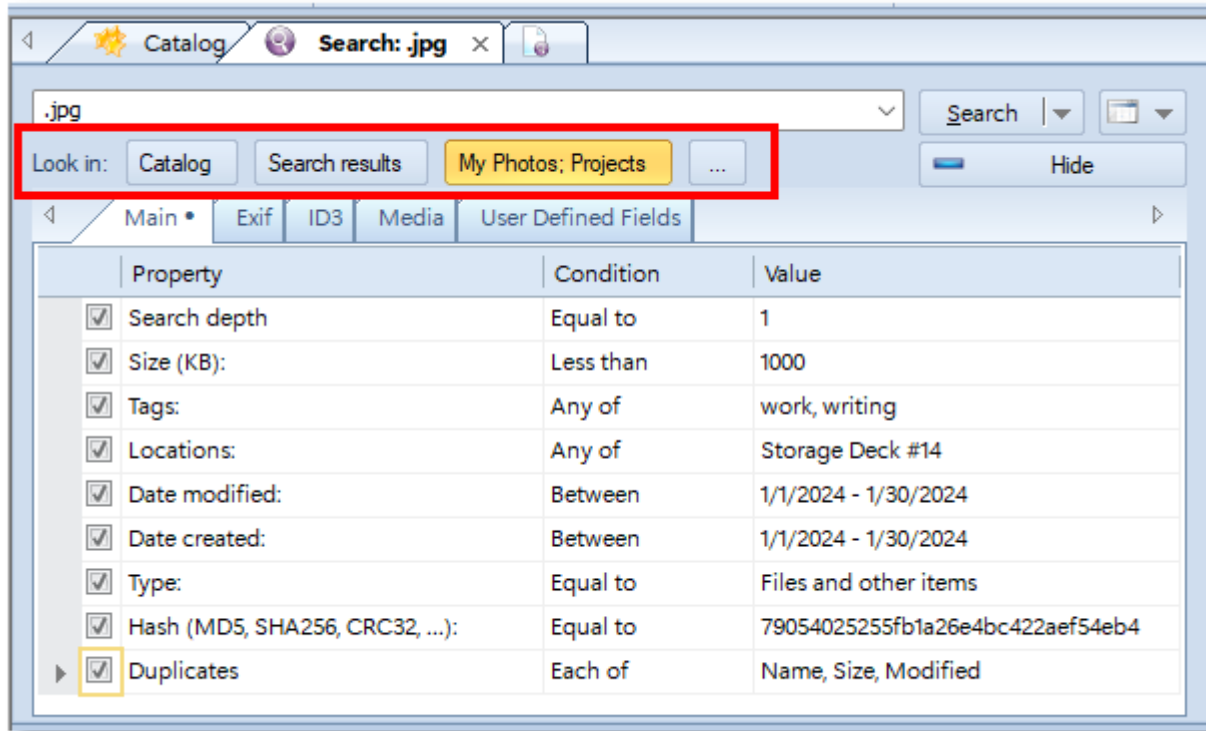 Catalog Search: .jpg
.jpg Search
Look in: Catalog Search results My Photos; Projects ... Hide
Main • Exif ID3 Media User Defined Fields
Property Condition Value
Search depth Equal to 1
Size (KB): Less than 1000
Tags: Any of work, writing
Locations: Any of Storage Deck #14
Date modified: Between 1/1/2024 - 1/30/2024
Date created: Between 1/1/2024 - 1/30/2024
Type: Equal to Files and other items
Hash (MD5, SHA256, CRC32, ...): Equal to 79054025255fb1a26e4bc422aef54eb4
Duplicates Each of Name, Size, Modified